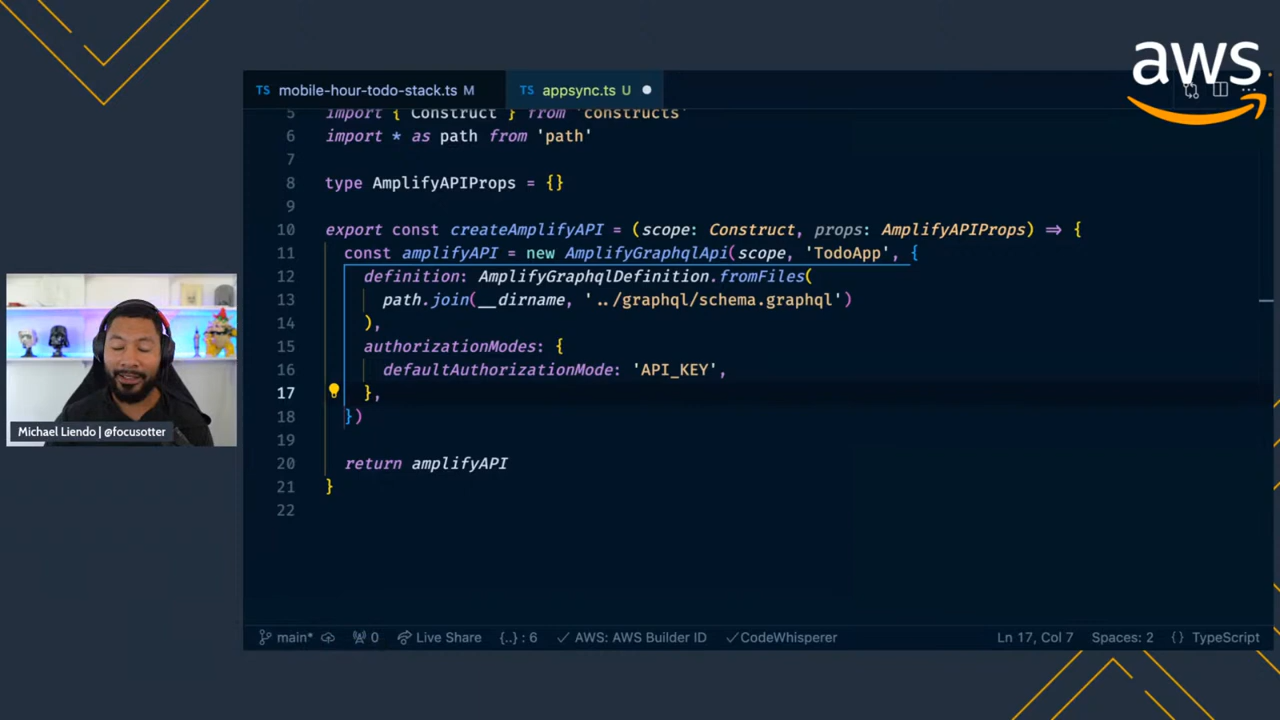 aws
TS mobile-hour-todo-stack.ts M
TS appsync.ts U
5 import { Construct } from 'constructs'
6 import * as path from 'path'
7
8 type AmplifyAPIProps = {}
9
10 export const createAmplifyAPI = (scope: Construct, props: AmplifyAPIProps) => {
11 const amplifyAPI = new AmplifyGraphqlApi(scope, 'TodoApp', {
12 definition: AmplifyGraphqlDefinition.fromFiles(
13 path.join(__dirname, '../graphql/schema.graphql')
14 ),
15 authorizationModes: {
16 defaultAuthorizationMode: 'API_KEY',
17 },
18 })
19
20 return amplifyAPI
21 }
22
Michael Liendo | @focusotter
main* 0 Live Share {..} : 6 ✓ AWS: AWS Builder ID ✓CodeWhisperer Ln 17, Col 7 Spaces: 2 {} TypeScript